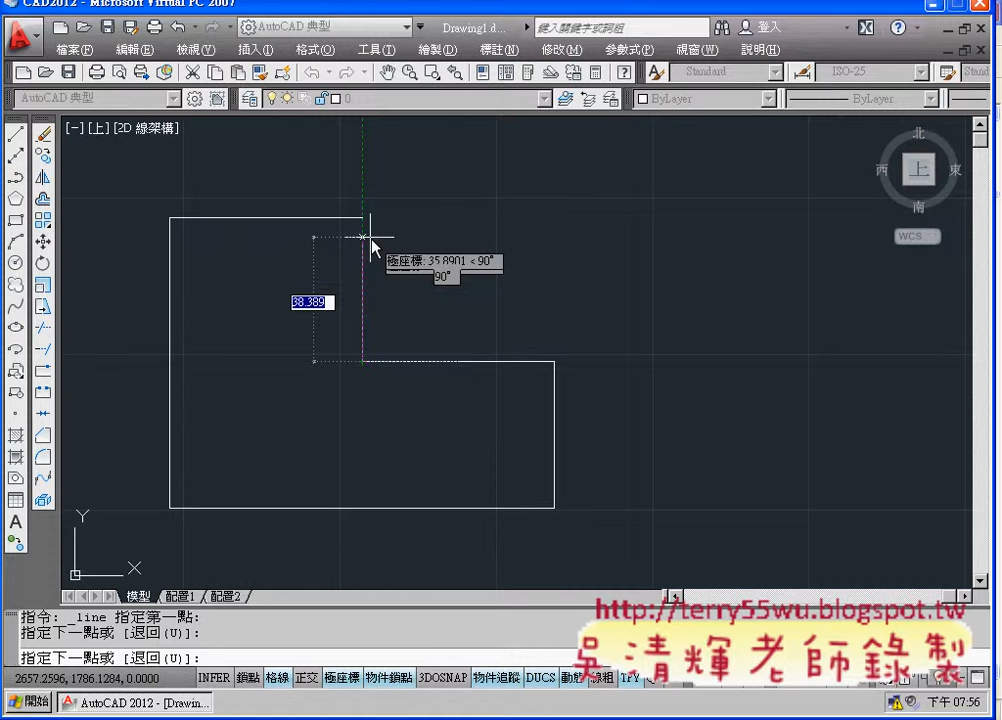 CAD2012 - Microsoft Virtual PC 2007
AutoCAD 典型
Drawing1.d...
鍵入關鍵字或詞組
登入
檔案(F) 編輯(E) 檢視(V) 插入(I) 格式(O) 工具(T) 繪製(D) 標註(N) 修改(M) 參數式(P) 視窗(W) 說明(H)
Standard
ISO-25
Stand
AutoCAD 典型
0
ByLayer
ByLayer
[−] [上] [2D 線架構]
北
西
上
東
南
WCS
極座標: 35.8901 < 90°
90°
38.389
Y
X
模型 配置1 配置2
指令: _line 指定第一點:
指定下一點或 [退回(U)]:
指定下一點或 [退回(U)]:
http://terry55wu.blogspot.tw
吳清輝老師錄製
2657.2596, 1786.1284, 0.0000
INFER 鎖點 格線 正交 極座標 物件鎖點 3DOSNAP 物件追蹤 DUCS 動態 線粗 TPY
開始
AutoCAD 2012 - [Drawin...
下午 07:56